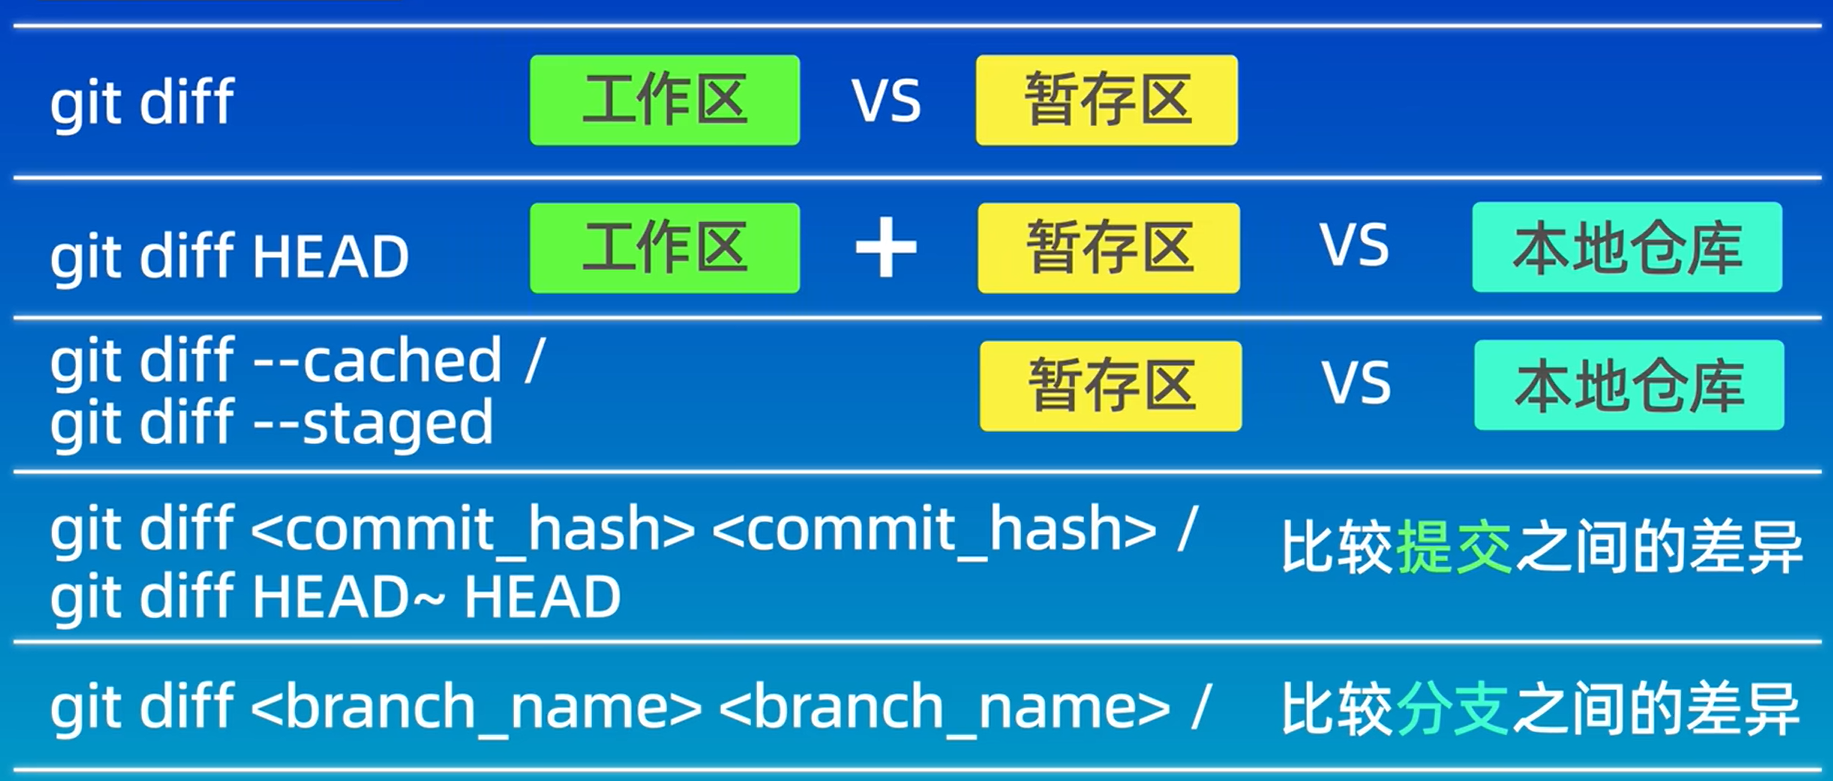 git diff 工作区 VS 暂存区
git diff HEAD 工作区 + 暂存区 VS 本地仓库
git diff --cached /
git diff --staged
暂存区 VS 本地仓库
git diff <commit_hash> <commit_hash> /
git diff HEAD~ HEAD
比较提交之间的差异
git diff <branch_name> <branch_name> / 比较分支之间的差异